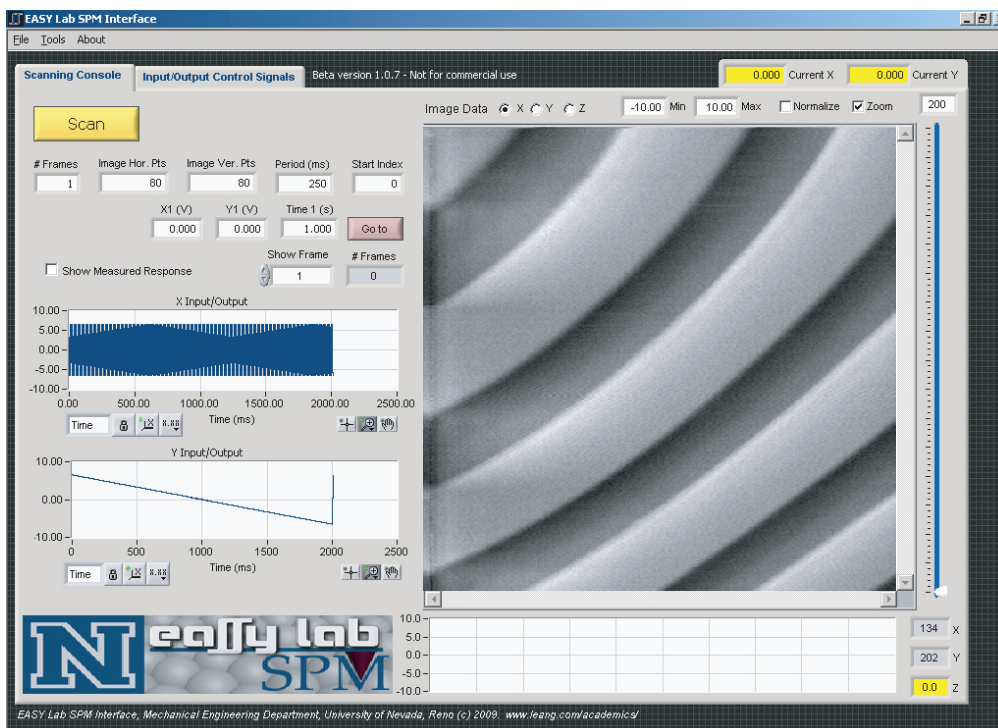 EASY Lab SPM Interface
File Tools About
Scanning Console
Input/Output Control Signals
Beta version 1.0.7 - Not for commercial use
0.000 Current X 0.000 Current Y
Scan
Image Data X Y Z -10.00 Min 10.00 Max Normalize Zoom 200
# Frames Image Hor. Pts Image Ver. Pts Period (ms) Start Index
1 80 80 250 0
X1 (V) Y1 (V) Time 1 (s)
0.000 0.000 1.000 Go to
Show Frame # Frames
Show Measured Response 1 0
X Input/Output
10.00
5.00
0.00
-5.00
-10.00
0.00 500.00 1000.00 1500.00 2000.00 2500.00
Time (ms)
Time X.XX
Y Input/Output
10.00
0.00
-10.00
0 500 1000 1500 2000 2500
Time (ms)
Time X.XX
N easy lab
SPM
10.0
5.0
0.0
-5.0
-10.0
134 X
202 Y
0.0 Z
EASY Lab SPM Interface, Mechanical Engineering Department, University of Nevada, Reno (c) 2009. www.leang.com/academics/